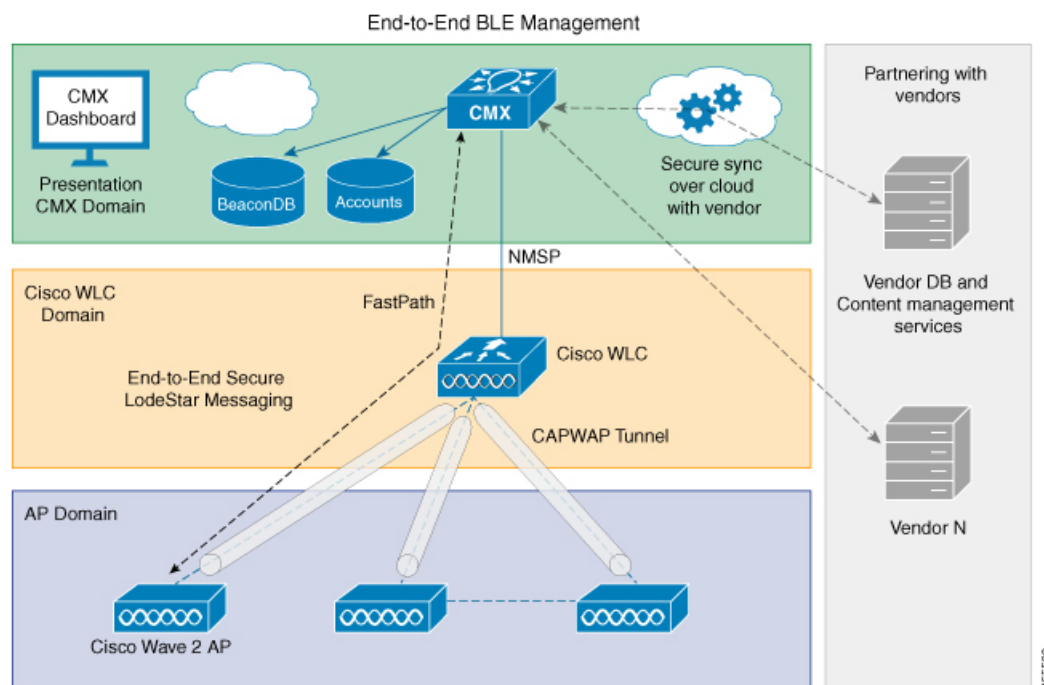 End-to-End BLE Management
CMX
Dashboard
Presentation
CMX Domain
BeaconDB
Accounts
CMX
Secure sync
over cloud
with vendor
Partnering with
vendors
Vendor DB and
Content management
services
Vendor N
NMSP
Cisco WLC
Domain
FastPath
Cisco WLC
End-to-End Secure
LodeStar Messaging
CAPWAP Tunnel
AP Domain
Cisco Wave 2 AP